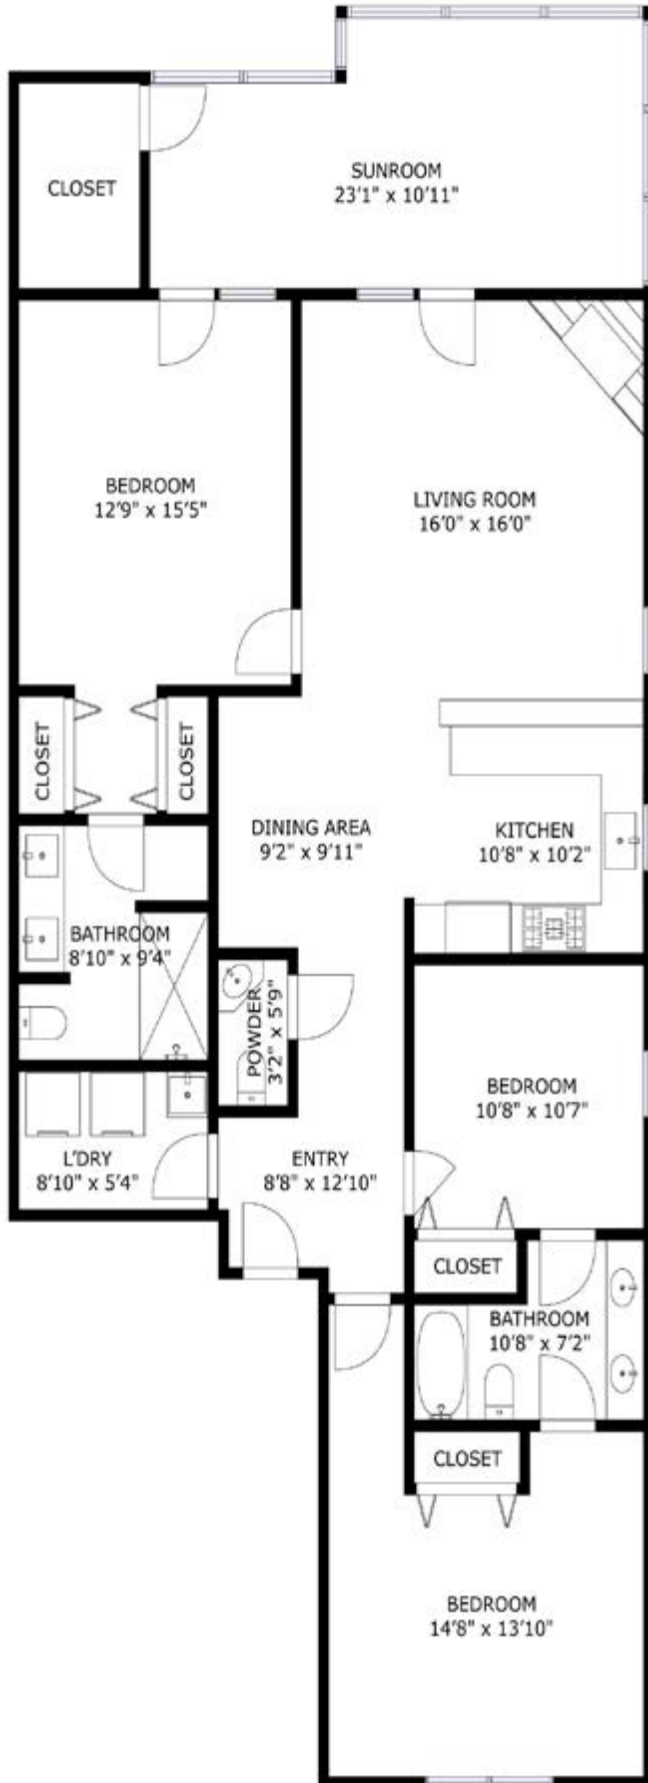 CLOSET
SUNROOM
23'1" x 10'11"
BEDROOM
12'9" x 15'5"
LIVING ROOM
16'0" x 16'0"
CLOSET
CLOSET
DINING AREA
9'2" x 9'11"
KITCHEN
10'8" x 10'2"
BATHROOM
8'10" x 9'4"
POWDER
3'2" x 5'9"
BEDROOM
10'8" x 10'7"
L'DRY
8'10" x 5'4"
ENTRY
8'8" x 12'10"
CLOSET
BATHROOM
10'8" x 7'2"
CLOSET
BEDROOM
14'8" x 13'10"